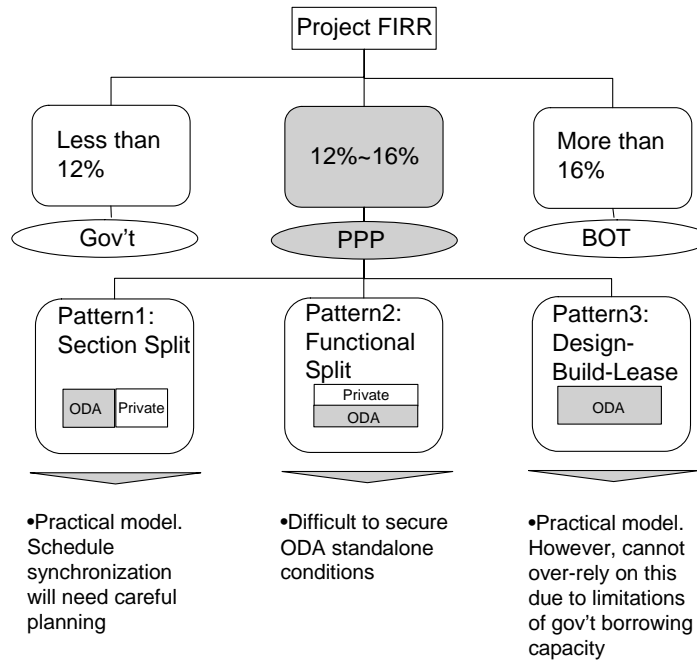 Project FIRR
Less than
12%
12%~16%
More than
16%
Gov't
PPP
BOT
Pattern1:
Section Split
ODA
Private
Pattern2:
Functional
Split
Private
ODA
Pattern3:
Design-
Build-Lease
ODA
•Practical model.
Schedule
synchronization
will need careful
planning
•Difficult to secure
ODA standalone
conditions
•Practical model.
However, cannot
over-rely on this
due to limitations
of gov't borrowing
capacity